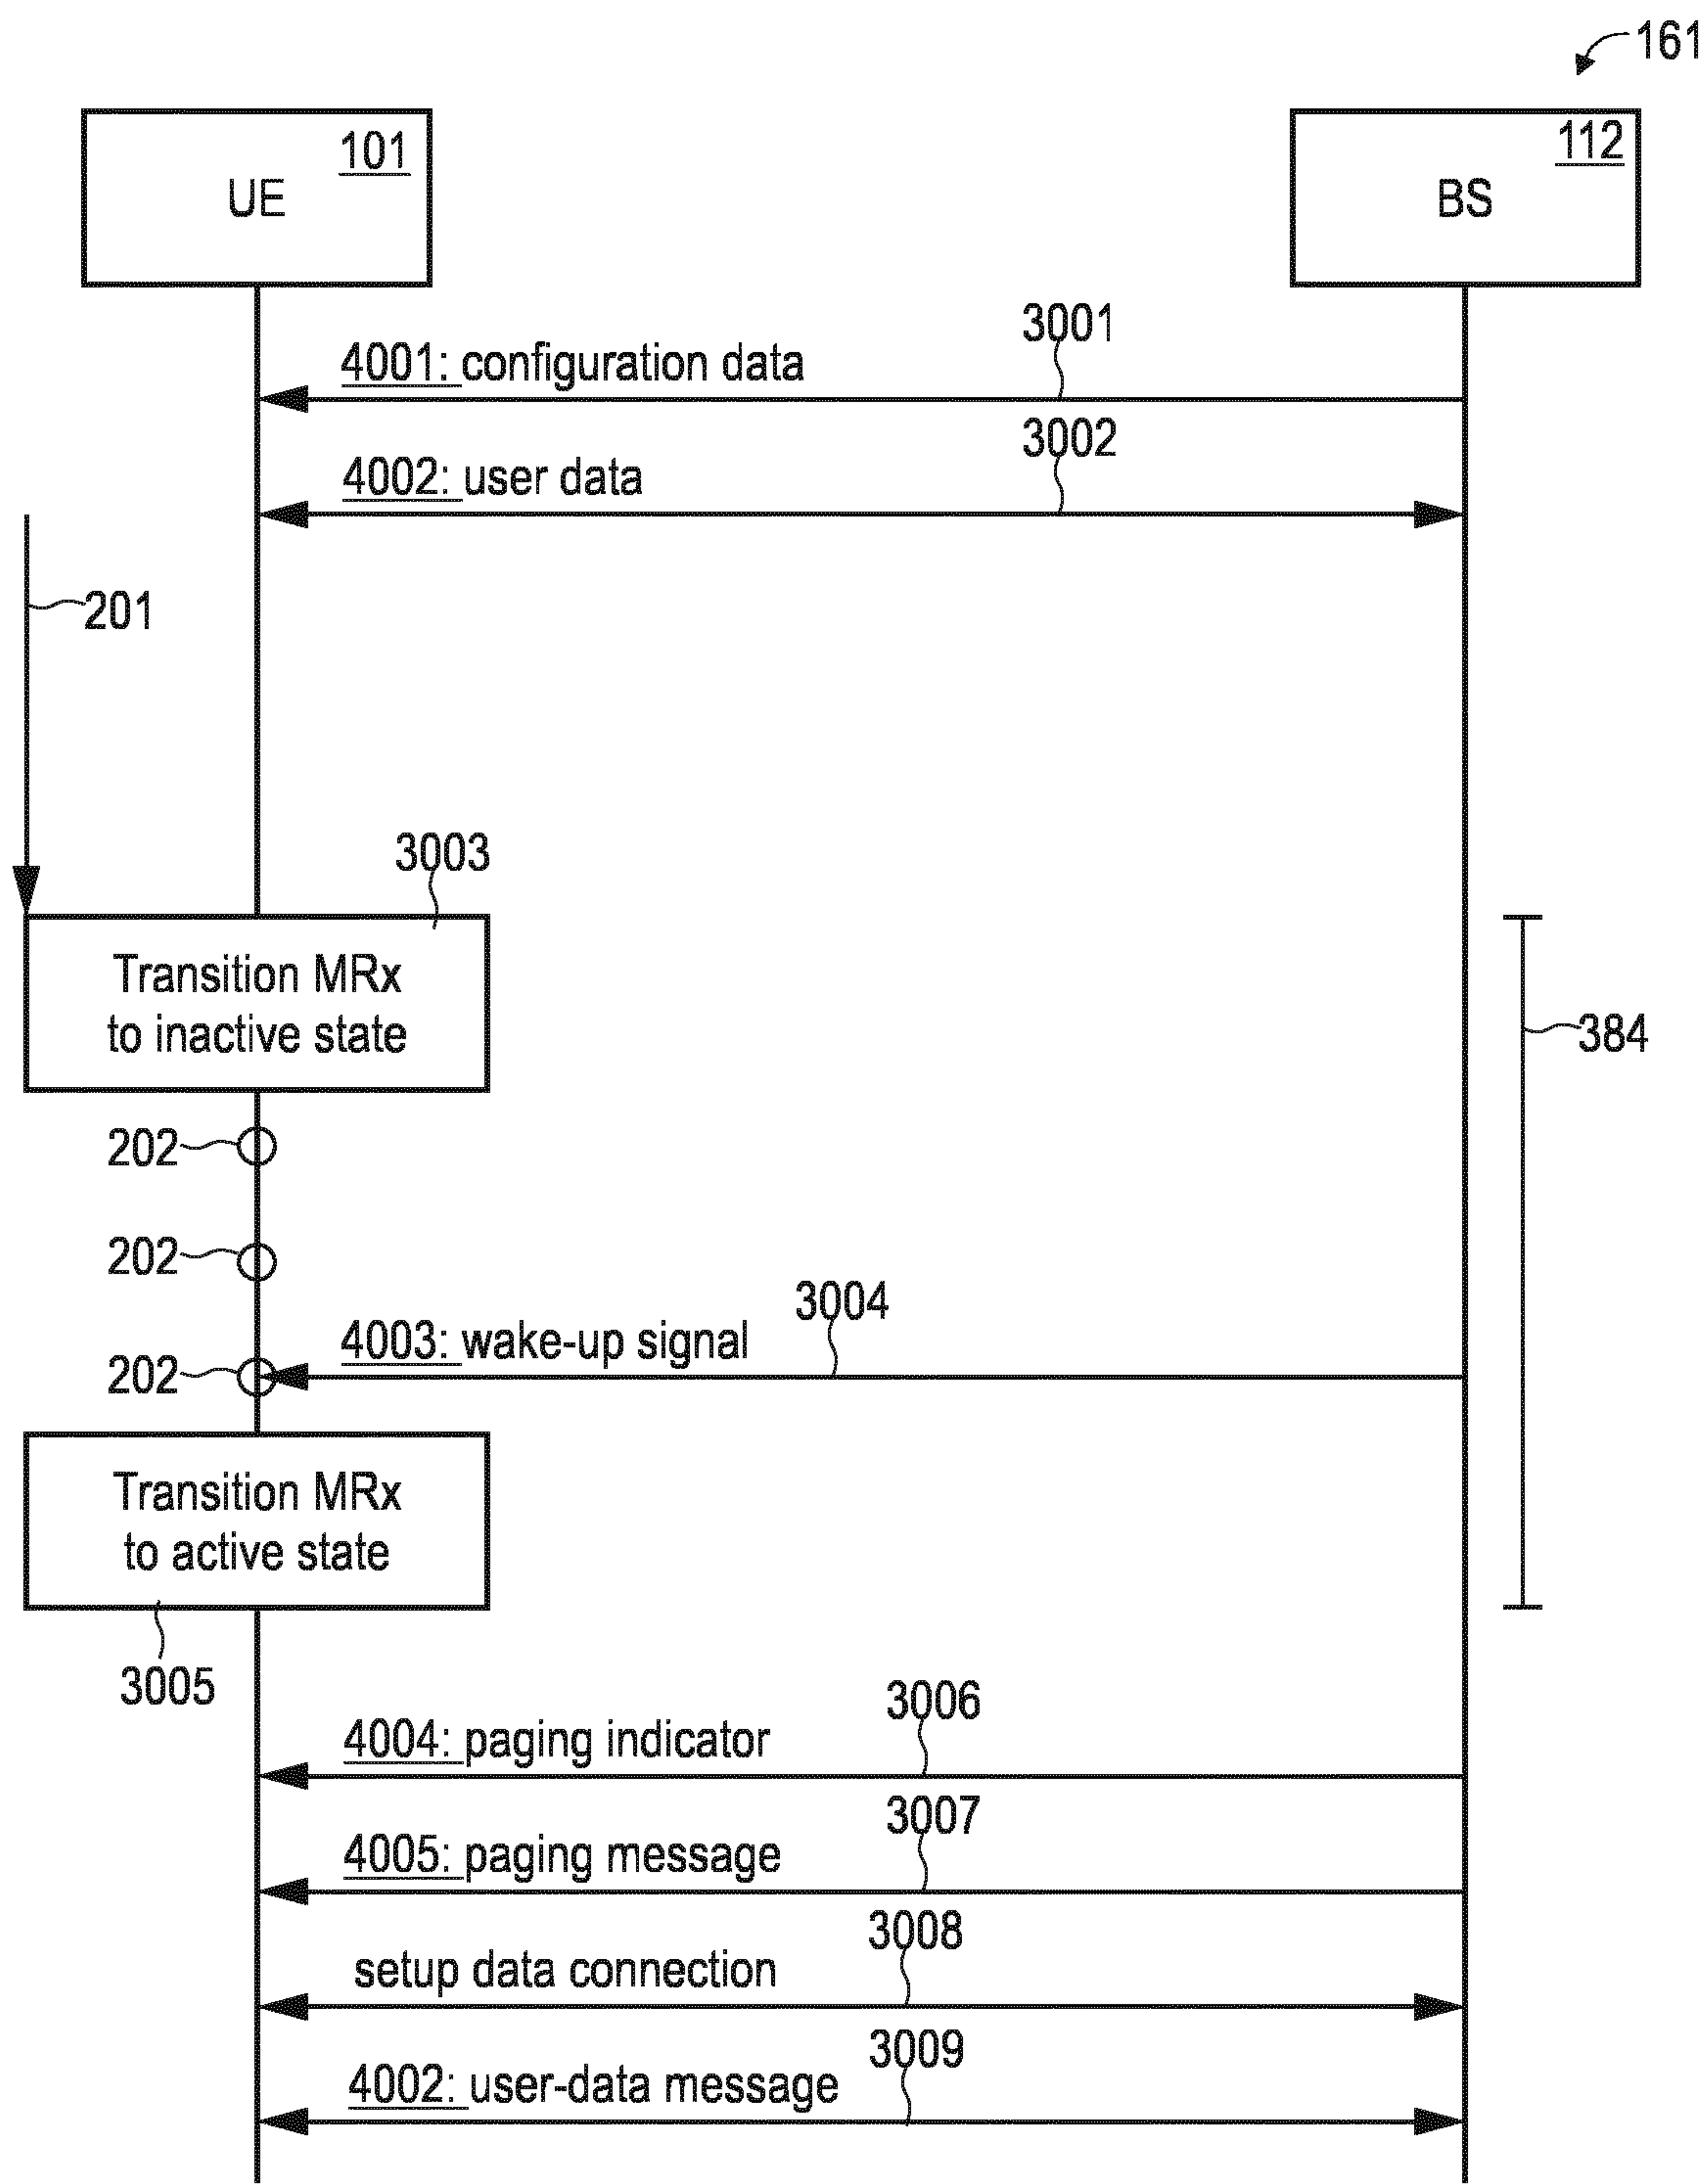 161
101
UE
112
BS
3001
4001: configuration data
3002
4002: user data
201
3003
Transition MRx
to inactive state
384
202
202
3004
4003: wake-up signal
202
Transition MRx
to active state
3005
3006
4004: paging indicator
3007
4005: paging message
3008
setup data connection
3009
4002: user-data message